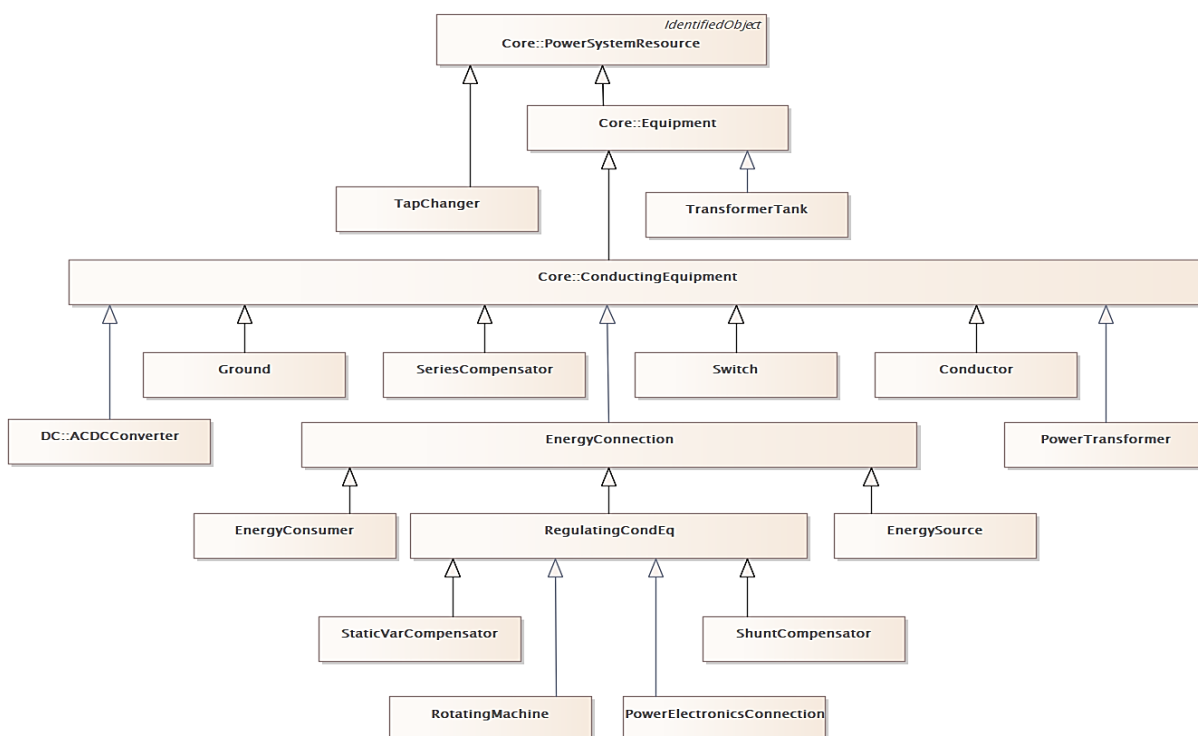 IdentifiedObject
Core::PowerSystemResource
Core::Equipment
TapChanger
TransformerTank
Core::ConductingEquipment
Ground
SeriesCompensator
Switch
Conductor
DC::ACDCConverter
EnergyConnection
PowerTransformer
EnergyConsumer
RegulatingCondEq
EnergySource
StaticVarCompensator
ShuntCompensator
RotatingMachine
PowerElectronicsConnection